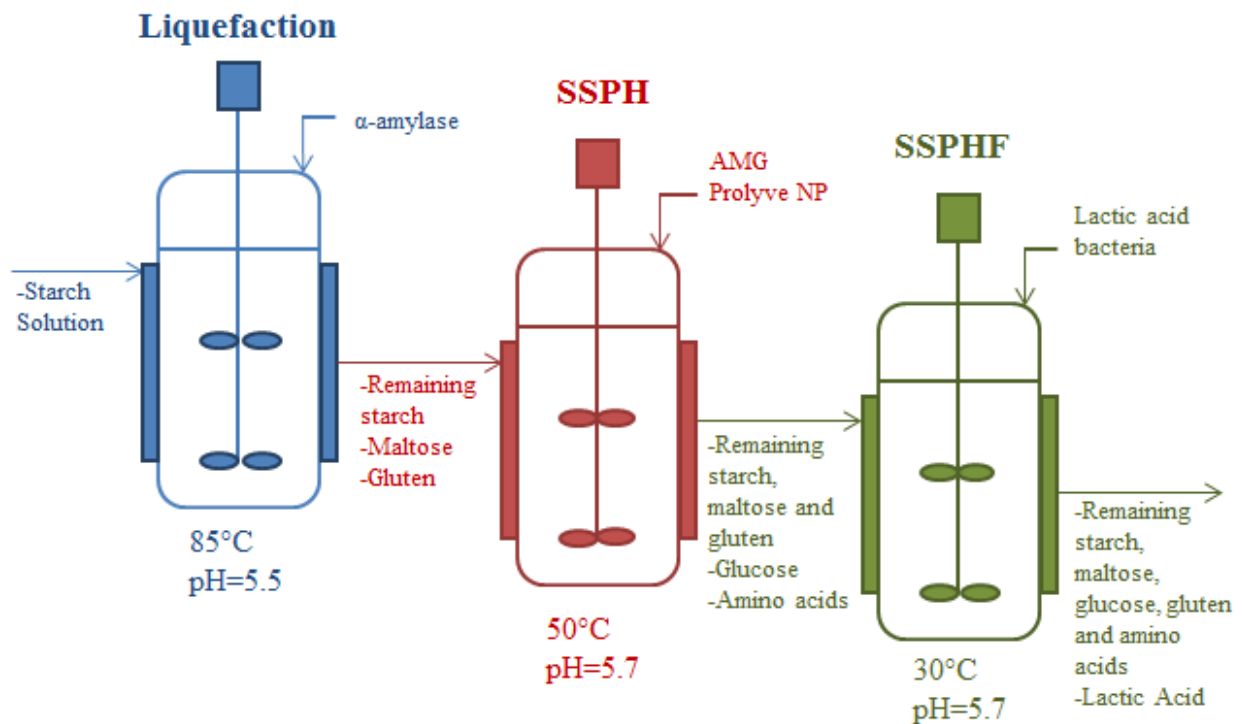 Liquefaction
α-amylase
-Starch
Solution
85°C
pH=5.5
SSPH
AMG
Prolyve NP
-Remaining
starch
-Maltose
-Gluten
50°C
pH=5.7
SSPHF
Lactic acid
bacteria
-Remaining
starch,
maltose and
gluten
-Glucose
-Amino acids
30°C
pH=5.7
-Remaining
starch,
maltose,
glucose, gluten
and amino
acids
-Lactic Acid